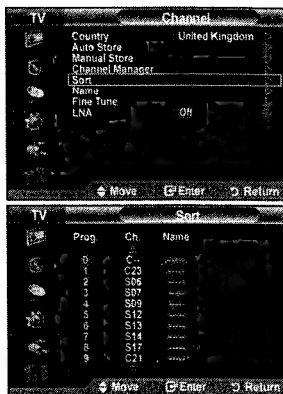 TV Channel
Country : United Kingdom
Auto Store
Manual Store
Channel Manager
Sort
Name
Fine Tune
LNA : Off
Move Enter Return
TV Sort
Prog. Ch. Name
0 C--
1 C23
2 S06
3 S07
4 S09
5 S12
6 S13
7 S14
8 S17
9 C21
Move Enter Return